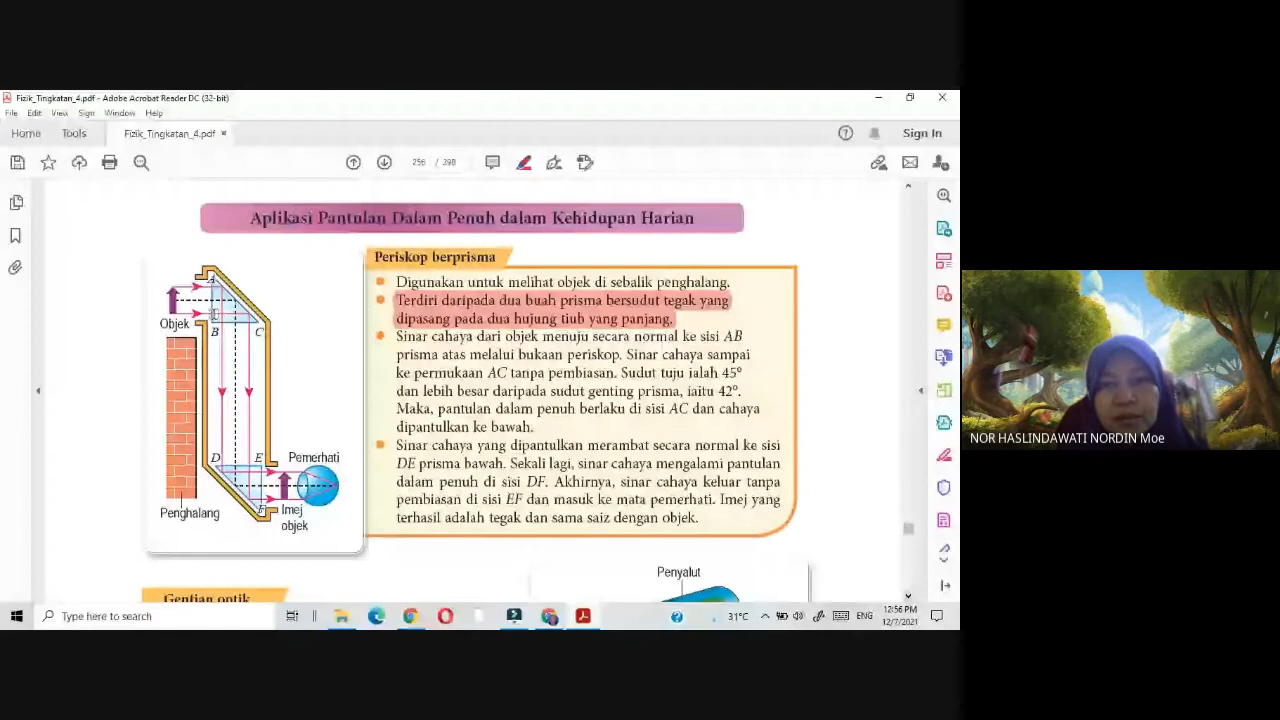 Fizik_Tingkatan_4.pdf - Adobe Acrobat Reader DC (32-bit)
File Edit View Sign Window Help
Home Tools Fizik_Tingkatan_4.pdf × Sign In
256 / 298
Aplikasi Pantulan Dalam Penuh dalam Kehidupan Harian
Periskop berprisma
Digunakan untuk melihat objek di sebalik penghalang.
Terdiri daripada dua buah prisma bersudut tegak yang
dipasang pada dua hujung tiub yang panjang.
Sinar cahaya dari objek menuju secara normal ke sisi AB
prisma atas melalui bukaan periskop. Sinar cahaya sampai
ke permukaan AC tanpa pembiasan. Sudut tuju ialah 45°
dan lebih besar daripada sudut genting prisma, iaitu 42°.
Maka, pantulan dalam penuh berlaku di sisi AC dan cahaya
dipantulkan ke bawah.
Sinar cahaya yang dipantulkan merambat secara normal ke sisi
DE prisma bawah. Sekali lagi, sinar cahaya mengalami pantulan
dalam penuh di sisi DF. Akhirnya, sinar cahaya keluar tanpa
pembiasan di sisi EF dan masuk ke mata pemerhati. Imej yang
terhasil adalah tegak dan sama saiz dengan objek.
A
Objek
B C
D E Pemerhati
F Imej
objek
Penghalang
Gentian optik
Penyalut
NOR HASLINDAWATI NORDIN Moe
Type here to search
31°C
ENG
12:56 PM
12/7/2021